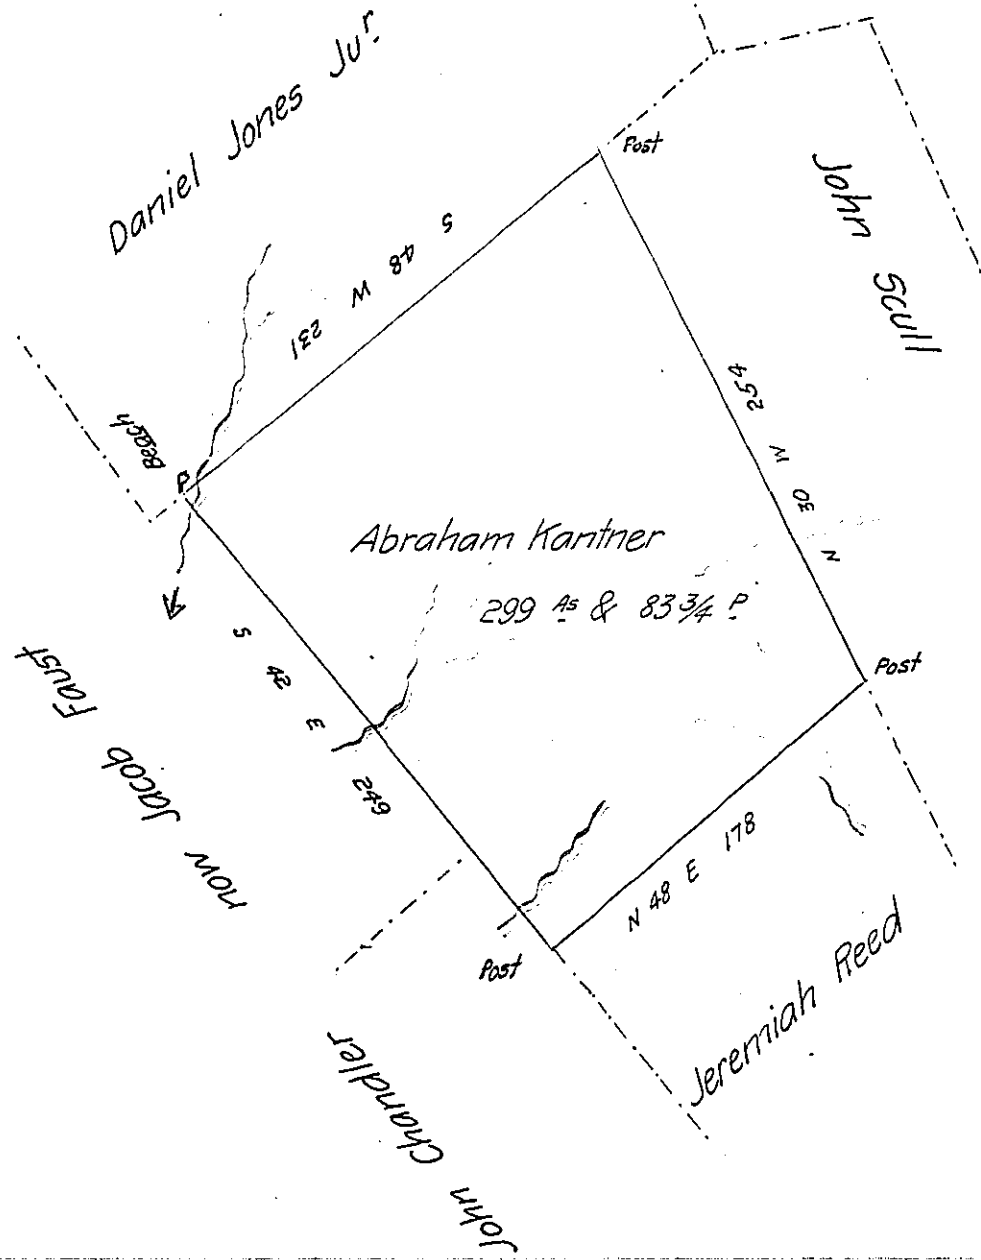 Daniel Jones Jur.
Post
John Scull
S 48 W 231
Beach
P
N 30 W 254
Abraham Kantner
299 As & 83 3/4 P
S 42 E 249
Post
now Jacob Faust
N 48 E 178
Post
Jeremiah Reed
John Chandler